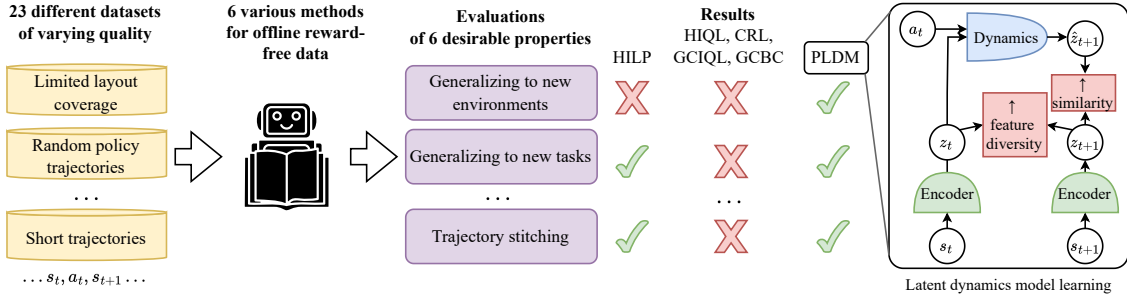 23 different datasets
of varying quality
Limited layout
coverage
Random policy
trajectories
...
Short trajectories
... s_t, a_t, s_{t+1} ...
6 various methods
for offline reward-
free data
Evaluations
of 6 desirable properties
Generalizing to new
environments
Generalizing to new tasks
...
Trajectory stitching
Results
HILP
HIQL, CRL,
GCIQL, GCBC
PLDM
...
a_t
Dynamics
ẑ_{t+1}
↑
similarity
↑
feature
diversity
z_t
z_{t+1}
Encoder
Encoder
s_t
s_{t+1}
Latent dynamics model learning